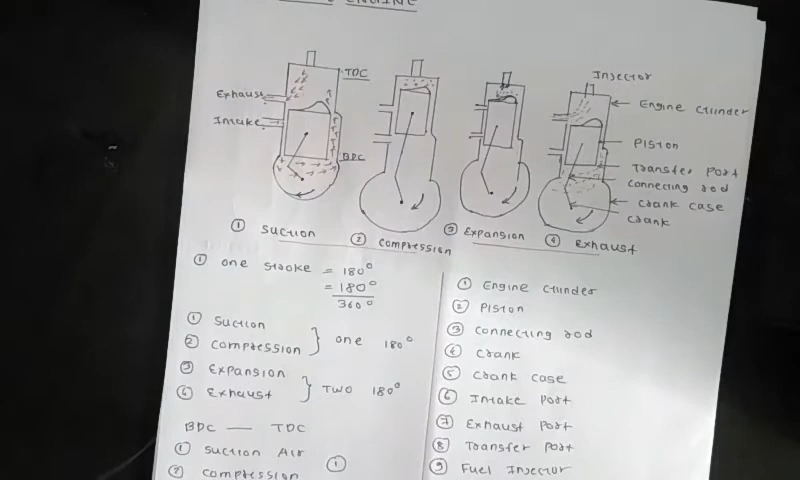 ENGINE
TDC
Exhaust
Intake
BDC
Injector
Engine Clinder
Piston
Transfer Port
Connecting rod
Crank case
Crank
① Suction
② Compression
③ Expansion
④ Exhaust
① One Stroke = 180°
= 180°
360°
① Suction
② Compression } One 180°
③ Expansion
④ Exhaust } Two 180°
BDC — TDC
① Suction Air
② Compression
①
① Engine Clinder
② Piston
③ Connecting rod
④ Crank
⑤ Crank case
⑥ Intake Port
⑦ Exhaust Port
⑧ Transfer Port
⑨ Fuel Injector